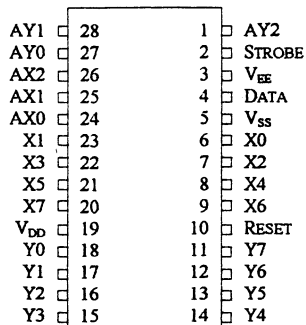 AY1 28 1 AY2
AY0 27 2 STROBE
AX2 26 3 VEE
AX1 25 4 DATA
AX0 24 5 VSS
X1 23 6 X0
X3 22 7 X2
X5 21 8 X4
X7 20 9 X6
VDD 19 10 RESET
Y0 18 11 Y7
Y1 17 12 Y6
Y2 16 13 Y5
Y3 15 14 Y4